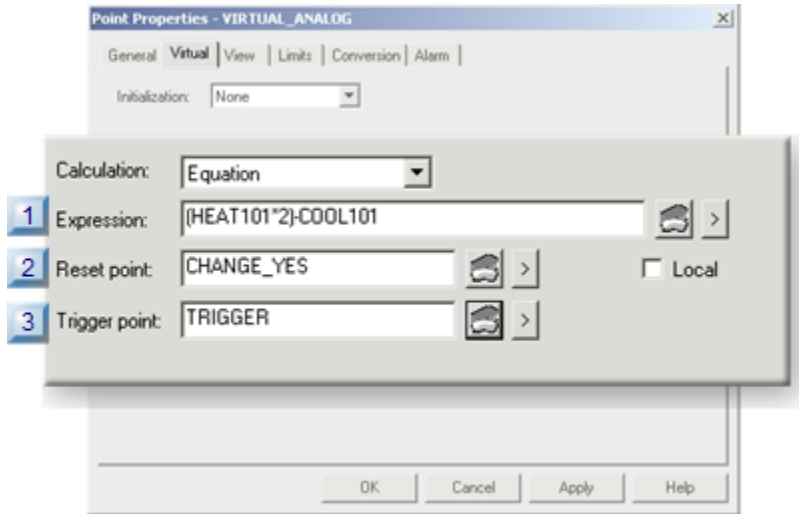 Point Properties - VIRTUAL_ANALOG
General Virtual View Limits Conversion Alarm
Initialization: None
Calculation: Equation
1 Expression: (HEAT101*2)-COOL101 >
2 Reset point: CHANGE_YES > Local
3 Trigger point: TRIGGER >
OK Cancel Apply Help